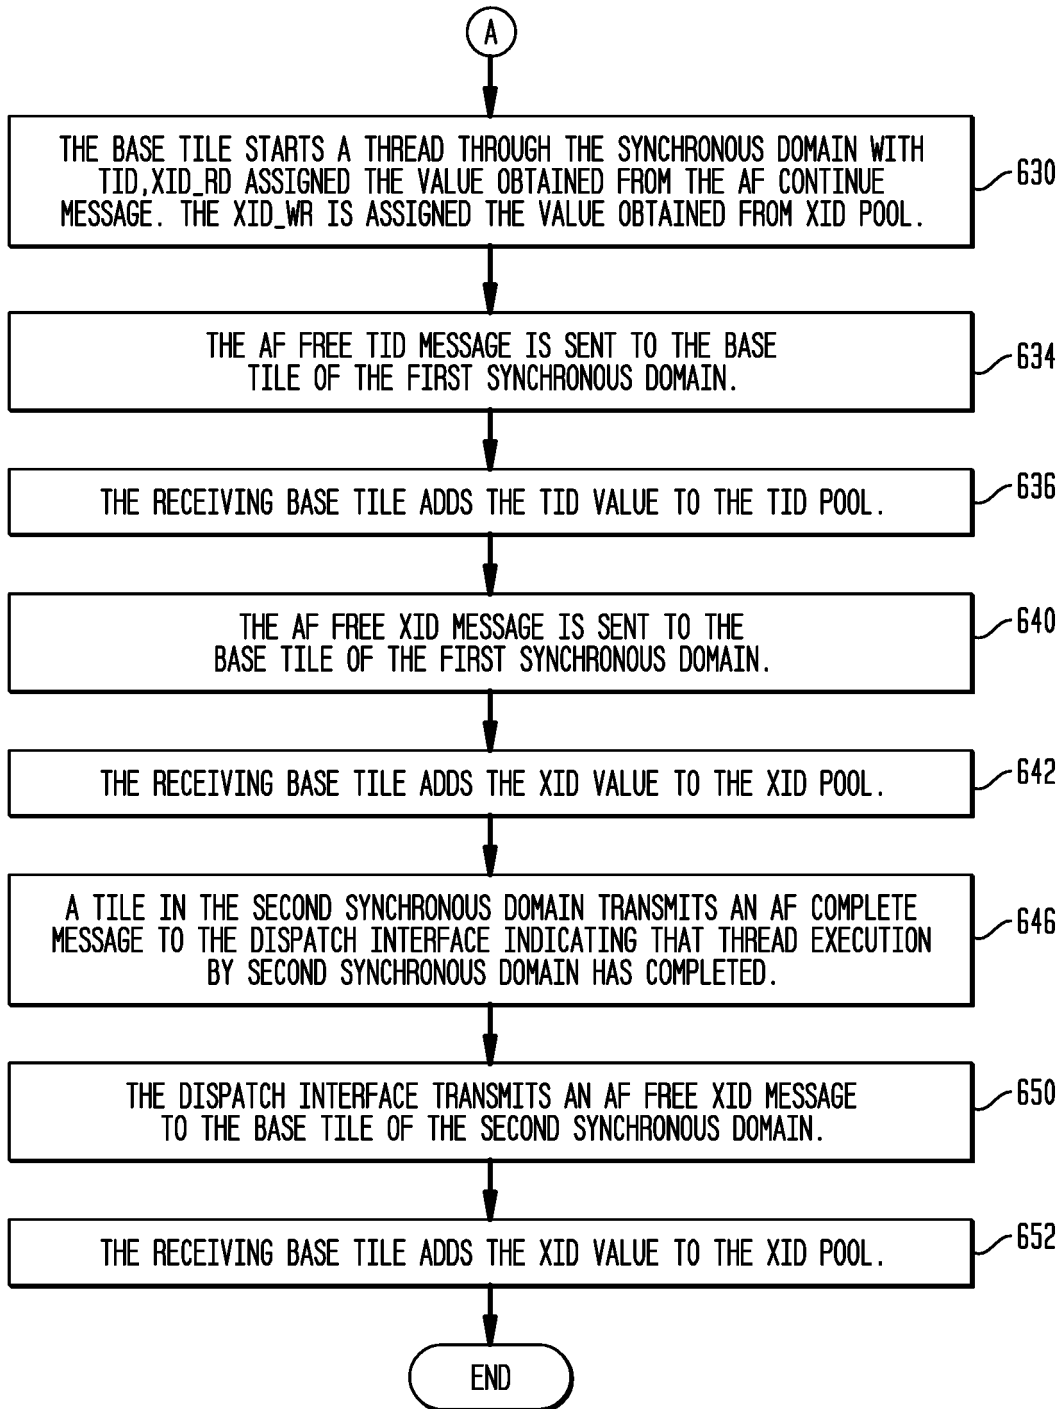 A
THE BASE TILE STARTS A THREAD THROUGH THE SYNCHRONOUS DOMAIN WITH
TID,XID_RD ASSIGNED THE VALUE OBTAINED FROM THE AF CONTINUE
MESSAGE. THE XID_WR IS ASSIGNED THE VALUE OBTAINED FROM XID POOL.
630
THE AF FREE TID MESSAGE IS SENT TO THE BASE
TILE OF THE FIRST SYNCHRONOUS DOMAIN.
634
THE RECEIVING BASE TILE ADDS THE TID VALUE TO THE TID POOL.
636
THE AF FREE XID MESSAGE IS SENT TO THE
BASE TILE OF THE FIRST SYNCHRONOUS DOMAIN.
640
THE RECEIVING BASE TILE ADDS THE XID VALUE TO THE XID POOL.
642
A TILE IN THE SECOND SYNCHRONOUS DOMAIN TRANSMITS AN AF COMPLETE
MESSAGE TO THE DISPATCH INTERFACE INDICATING THAT THREAD EXECUTION
BY SECOND SYNCHRONOUS DOMAIN HAS COMPLETED.
646
THE DISPATCH INTERFACE TRANSMITS AN AF FREE XID MESSAGE
TO THE BASE TILE OF THE SECOND SYNCHRONOUS DOMAIN.
650
THE RECEIVING BASE TILE ADDS THE XID VALUE TO THE XID POOL.
652
END